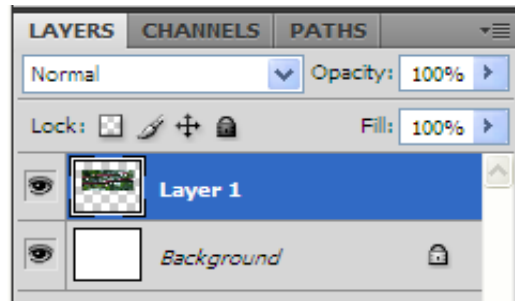 LAYERS CHANNELS PATHS
Normal Opacity: 100%
Lock: Fill: 100%
Layer 1
Background